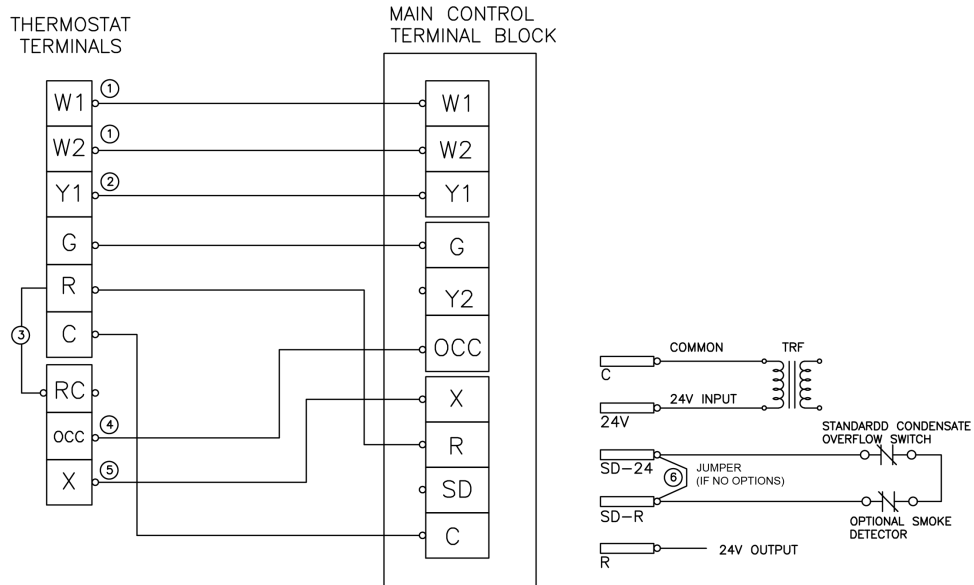 THERMOSTAT
TERMINALS
W1
①
W2
①
Y1
②
G
R
C
③
RC
OCC
④
X
⑤
MAIN CONTROL
TERMINAL BLOCK
W1
W2
Y1
G
Y2
OCC
X
R
SD
C
COMMON
TRF
C
24V INPUT
24V
STANDARDD CONDENSATE
OVERFLOW SWITCH
SD-24
⑥
JUMPER
(IF NO OPTIONS)
SD-R
OPTIONAL SMOKE
DETECTOR
24V OUTPUT
R